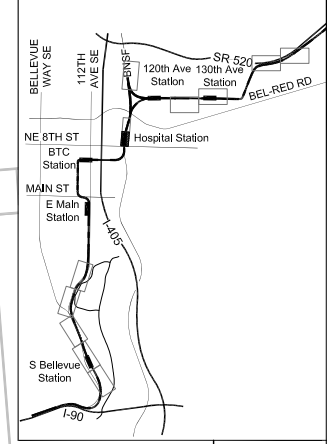 BELLEVUE
WAY SE
112TH
AVE SE
BNSF
SR 520
120th Ave
Station
130th Ave
Station
BEL-RED RD
NE 8TH ST
Hospital Station
BTC
Station
MAIN ST
E Main
Station
I-405
S Bellevue
Station
I-90